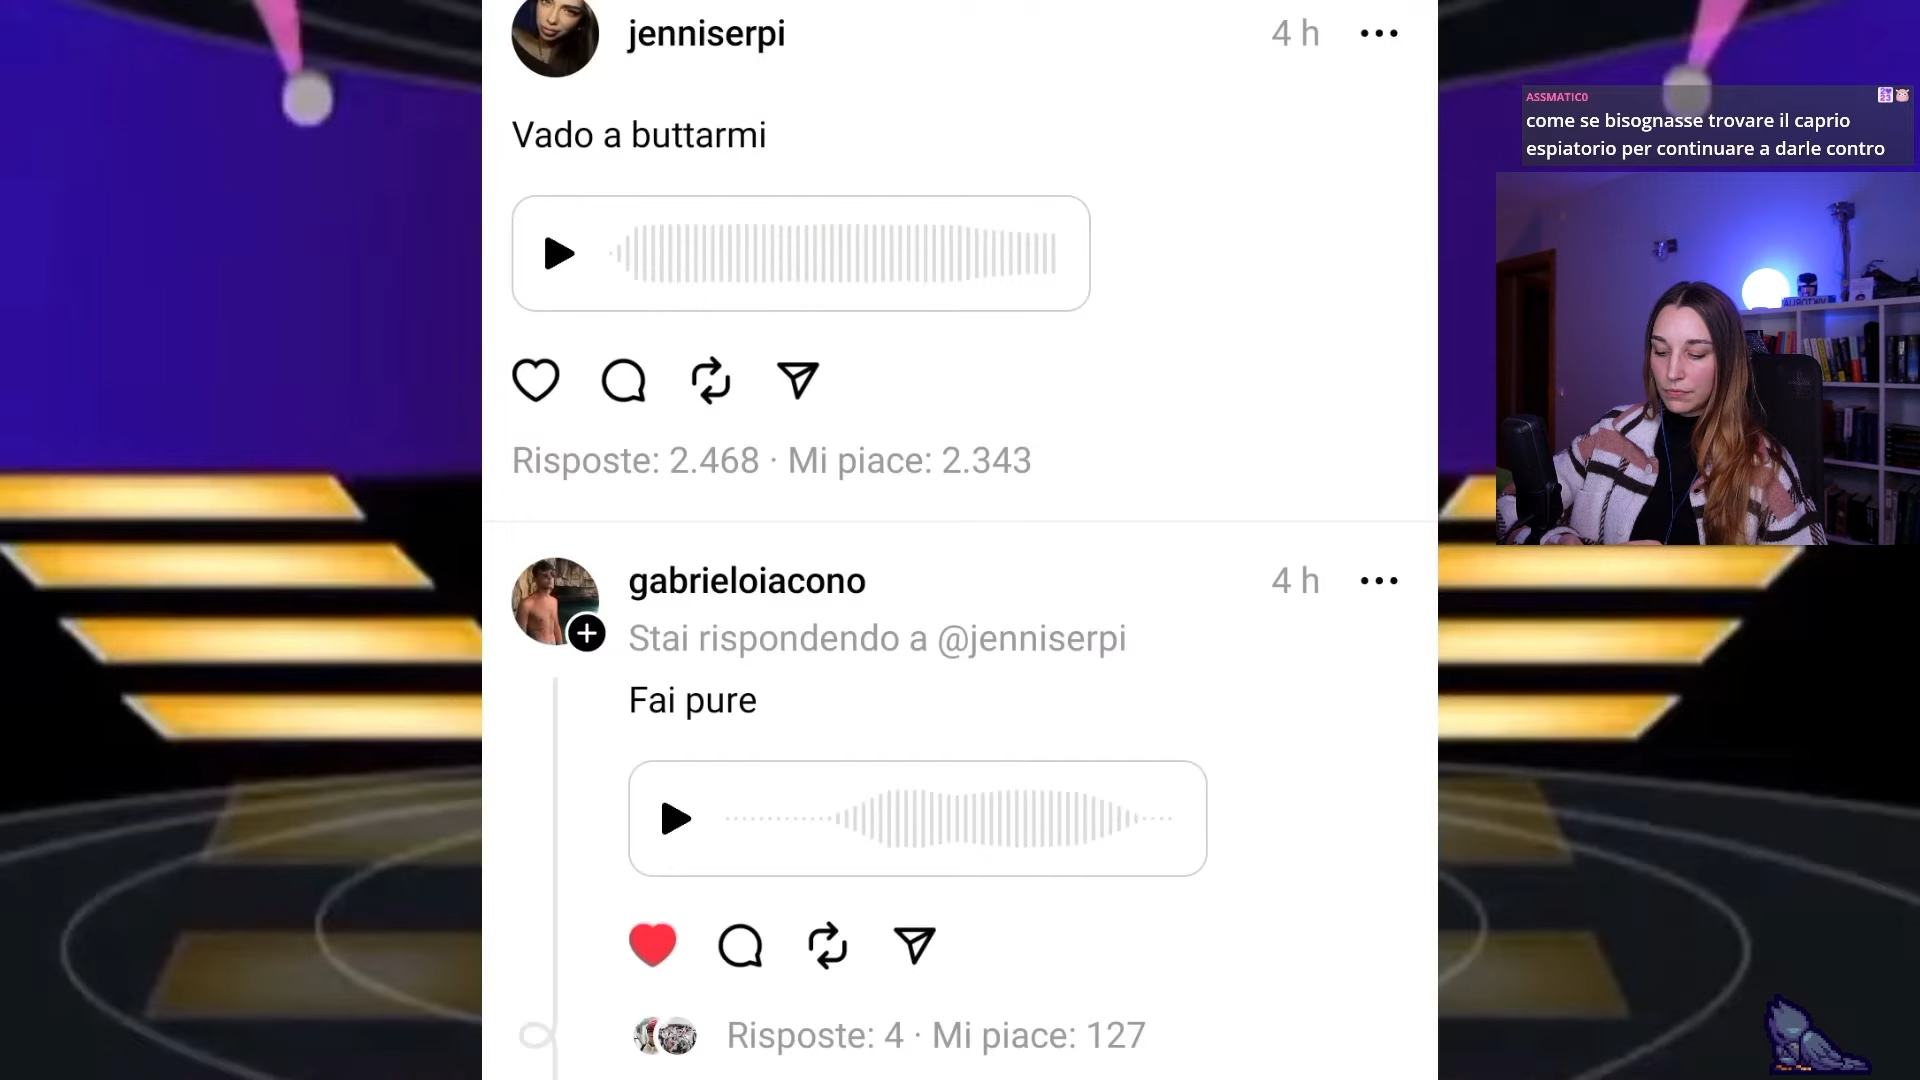 jenniserpi
4 h
Vado a buttarmi
Risposte: 2.468 · Mi piace: 2.343
gabrieloiacono
4 h
Stai rispondendo a @jenniserpi
Fai pure
Risposte: 4 · Mi piace: 127
ASSMATIC0
come se bisognasse trovare il caprio
espiatorio per continuare a darle contro